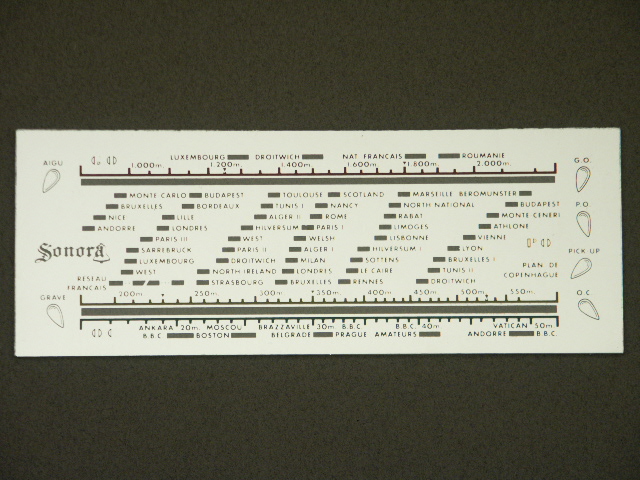 AIGU
G.O.
LUXEMBOURG DROITWICH NAT FRANCAIS ROUMANIE
1.000m. 1.200m. 1.400m. 1.600m. 1.800m. 2.000m.
MONTE CARLO BUDAPEST TOULOUSE SCOTLAND MARSEILLE BEROMUNSTER
P.O.
BRUXELLES BORDEAUX TUNIS I NANCY NORTH NATIONAL BUDAPEST
NICE LILLE ALGER II ROME RABAT MONTE CENERI
ANDORRE LONDRES HILVERSUM PARIS I LIMOGES ATHLONE
PARIS III WEST WELSH LISBONNE VIENNE
Sonora
SARREBRUCK PARIS II ALGER I HILVERSUM I LYON
PICK UP
LUXEMBOURG DROITWICH MILAN SOTTENS BRUXELLES I PLAN DE
WEST NORTH IRELAND LONDRES LE CAIRE TUNIS II COPENHAGUE
RESEAU FRANCAIS STRASBOURG BRUXELLES RENNES DROITWICH
200m 250m 300m 350m 400m 450m 500m. 550m.
GRAVE
O.C
ANKARA 20m. MOSCOU BRAZZAVILLE 30m B.B.C. B.B.C. 40m VATICAN 50m
B.B.C BOSTON BELGRADE PRAGUE AMATEURS ANDORRE B.B.C.